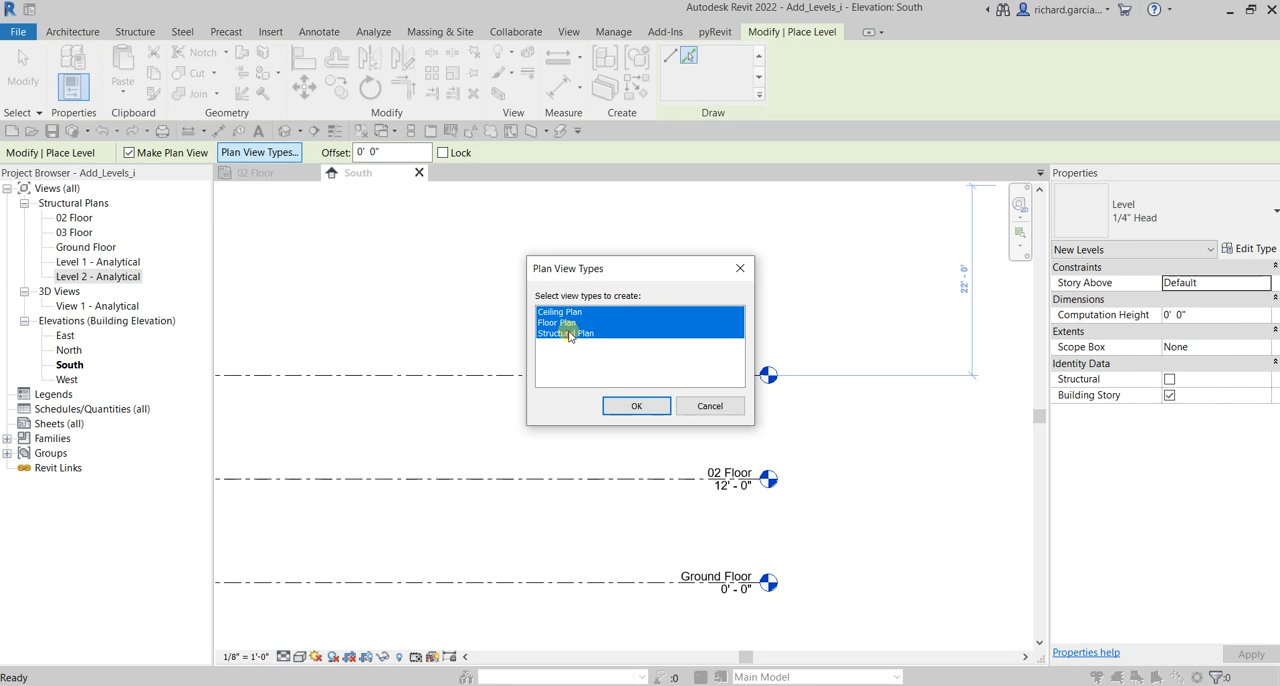 Autodesk Revit 2022 - Add_Levels_i - Elevation: South
richard.garcia...
File Architecture Structure Steel Precast Insert Annotate Analyze Massing & Site Collaborate View Manage Add-Ins pyRevit Modify | Place Level
Modify
Paste
Notch
Cut
Join
Select Properties Clipboard Geometry Modify View Measure Create Draw
Modify | Place Level Make Plan View Plan View Types... Offset: 0' 0" Lock
Project Browser - Add_Levels_i
02 Floor South
Views (all)
Structural Plans
02 Floor
03 Floor
Ground Floor
Level 1 - Analytical
Level 2 - Analytical
3D Views
View 1 - Analytical
Elevations (Building Elevation)
East
North
South
West
Legends
Schedules/Quantities (all)
Sheets (all)
Families
Groups
Revit Links
Plan View Types
Select view types to create:
Ceiling Plan
Floor Plan
Structural Plan
OK Cancel
22' - 0"
02 Floor
12' - 0"
Ground Floor
0' - 0"
Properties
Level
1/4" Head
New Levels Edit Type
Constraints
Story Above Default
Dimensions
Computation Height 0' 0"
Extents
Scope Box None
Identity Data
Structural
Building Story
Properties help Apply
1/8" = 1'-0"
Ready :0 Main Model :0